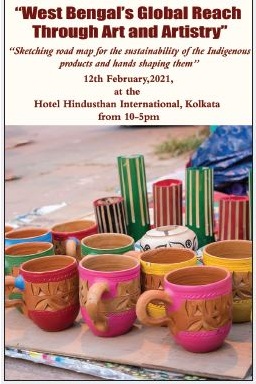 “West Bengal’s Global Reach
Through Art and Artistry”
“Sketching road map for the sustainability of the Indigenous
products and hands shaping them”
12th February,2021,
at the
Hotel Hindusthan International, Kolkata
from 10-5pm